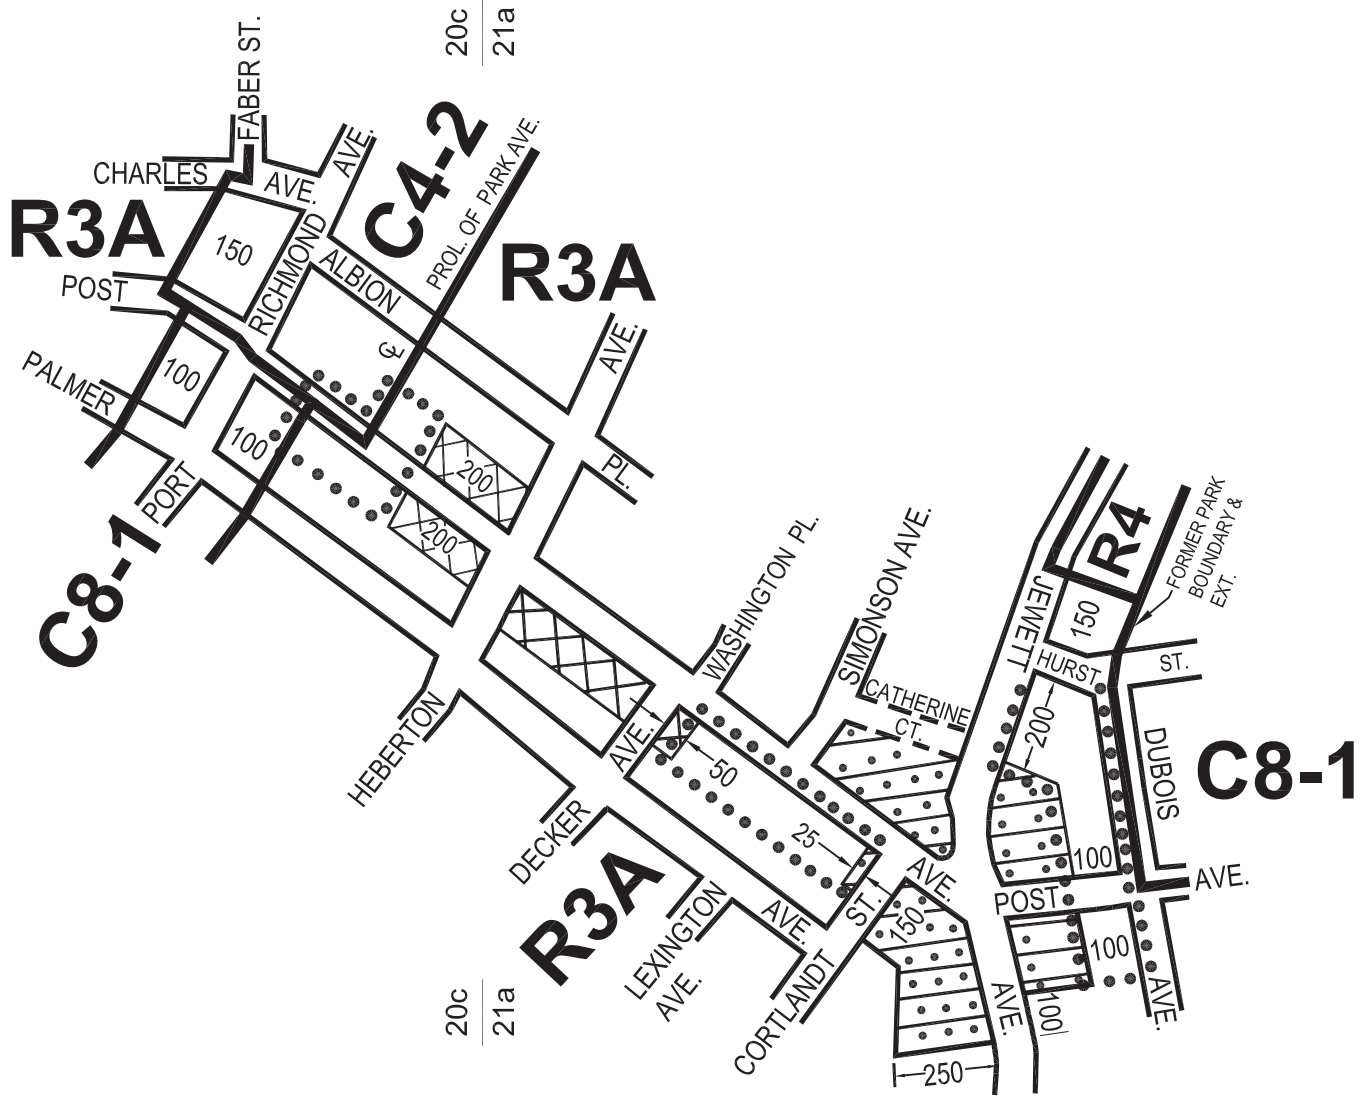 20c
21a
FABER ST.
CHARLES
AVE.
AVE.
C4-2
PROL. OF PARK AVE.
R3A
150
RICHMOND
ALBION
R3A
POST
AVE.
PALMER
100
100
200
PL.
200
PORT
C8-1
WASHINGTON PL.
SIMONSON AVE.
R4
FORMER PARK
BOUNDARY &
EXT.
150
JEWETT
HURST
ST.
CATHERINE
CT.
200
DUBOIS
C8-1
HEBERTON
AVE.
50
25
DECKER
R3A
100
AVE.
POST
AVE.
LEXINGTON
AVE.
AVE.
ST.
150
100
CORTLANDT
AVE.
100
AVE.
250
20c
21a